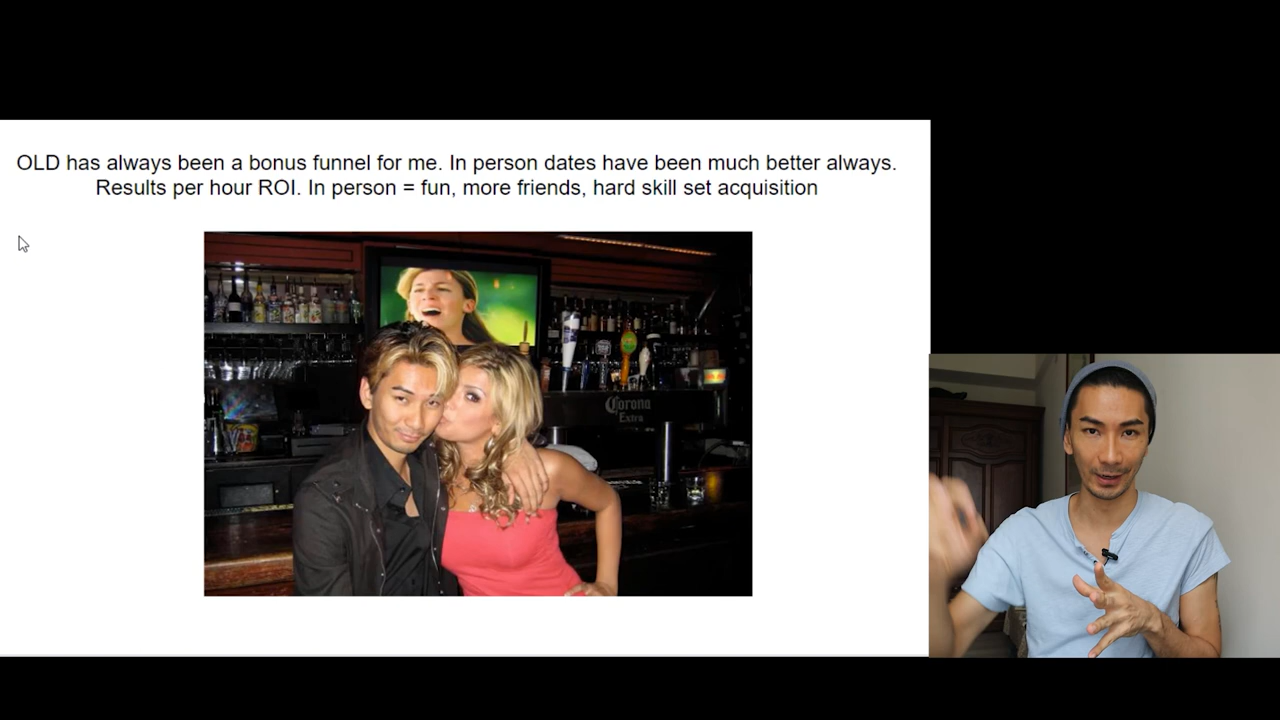 OLD has always been a bonus funnel for me. In person dates have been much better always.
Results per hour ROI. In person = fun, more friends, hard skill set acquisition
Corona
Extra